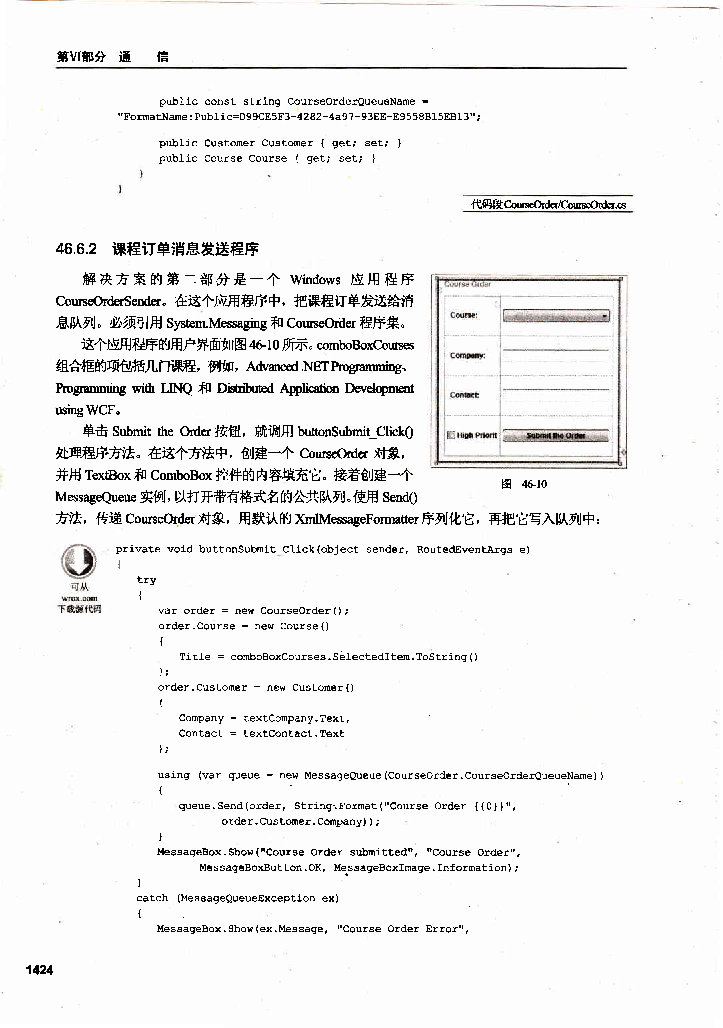 第VI部分 通 信
public const string CourseOrderQueueName =
"FormatName:Public=D99CE5F3-4282-4a97-93EE-E9558B15EB13";
public Customer Customer { get; set; }
public Course Course { get; set; }
}
}
代码段 CourseOrder/CourseOrder.cs
46.6.2 课程订单消息发送程序
解决方案的第二部分是一个 Windows 应用程序
CourseOrderSender。在这个应用程序中，把课程订单发送给消
息队列。必须引用 System.Messaging 和 CourseOrder 程序集。
这个应用程序的用户界面如图 46-10 所示。comboBoxCourses
组合框的项包括几门课程，例如，Advanced .NET Programming、
Programming with LINQ 和 Distributed Application Development
using WCF。
单击 Submit the Order 按钮，就调用 buttonSubmit_Click()
处理程序方法。在这个方法中，创建一个 CourseOrder 对象，
并用 TextBox 和 ComboBox 控件的内容填充它。接着创建一个
MessageQueue 实例，以打开带有格式名的公共队列。使用 Send()
方法，传递 CourseOrder 对象，用默认的 XmlMessageFormatter 序列化它，再把它写入队列中：
Course Order
Course:
Company:
Contact:
High Priorit
Submit the Order
图 46-10
可从
wrox.com
下载源代码
private void buttonSubmit_Click(object sender, RoutedEventArgs e)
{
try
{
var order = new CourseOrder();
order.Course = new Course()
{
Title = comboBoxCourses.SelectedItem.ToString()
};
order.Customer = new Customer()
{
Company = textCompany.Text,
Contact = textContact.Text
};
using (var queue = new MessageQueue(CourseOrder.CourseOrderQueueName))
{
queue.Send(order, String.Format("Course Order {{0}}",
order.Customer.Company));
}
MessageBox.Show("Course Order submitted", "Course Order",
MessageBoxButton.OK, MessageBoxImage.Information);
}
catch (MessageQueueException ex)
{
MessageBox.Show(ex.Message, "Course Order Error",
1424